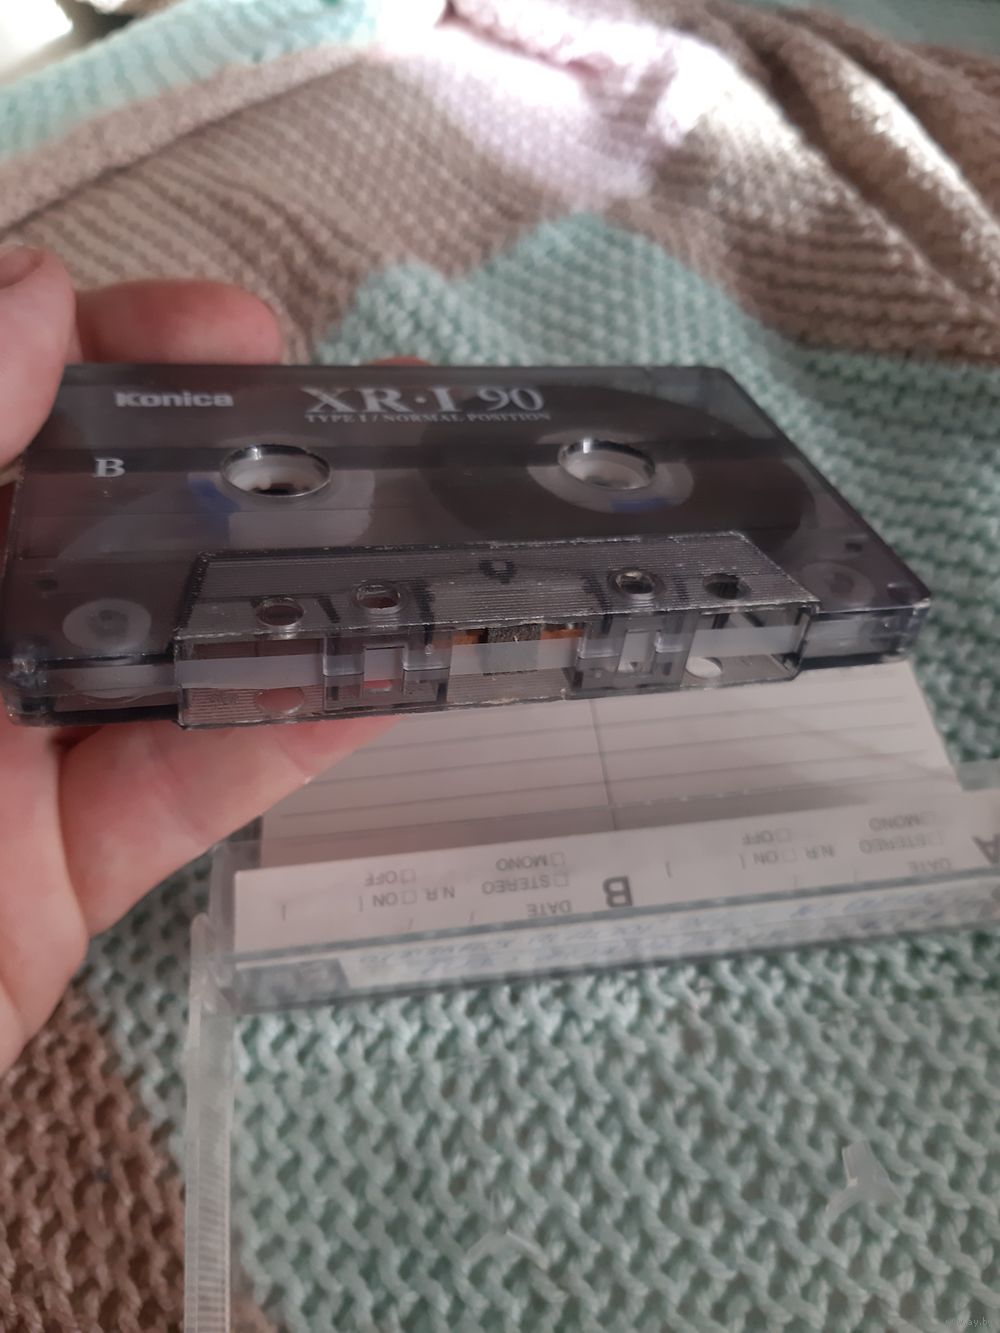 Konica
XR·I 90
TYPE I / NORMAL POSITION
B
A
B
DATE
STEREO
MONO
N R
ON [
OFF
]
DATE
STEREO
MONO
N R
ON [
OFF
]